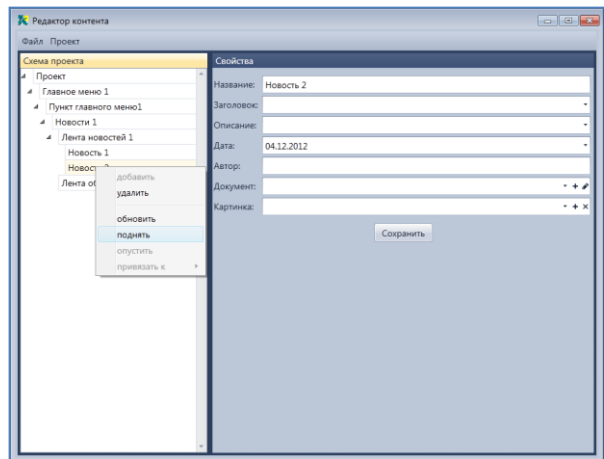 Редактор контента
Файл Проект
Схема проекта
Проект
Главное меню 1
Пункт главного меню1
Новости 1
Лента новостей 1
Новость 1
добавить
удалить
обновить
поднять
опустить
привязать к
Свойства
Название: Новость 2
Заголовок:
Описание:
Дата: 04.12.2012
Автор:
Документ:
Картинка:
Сохранить